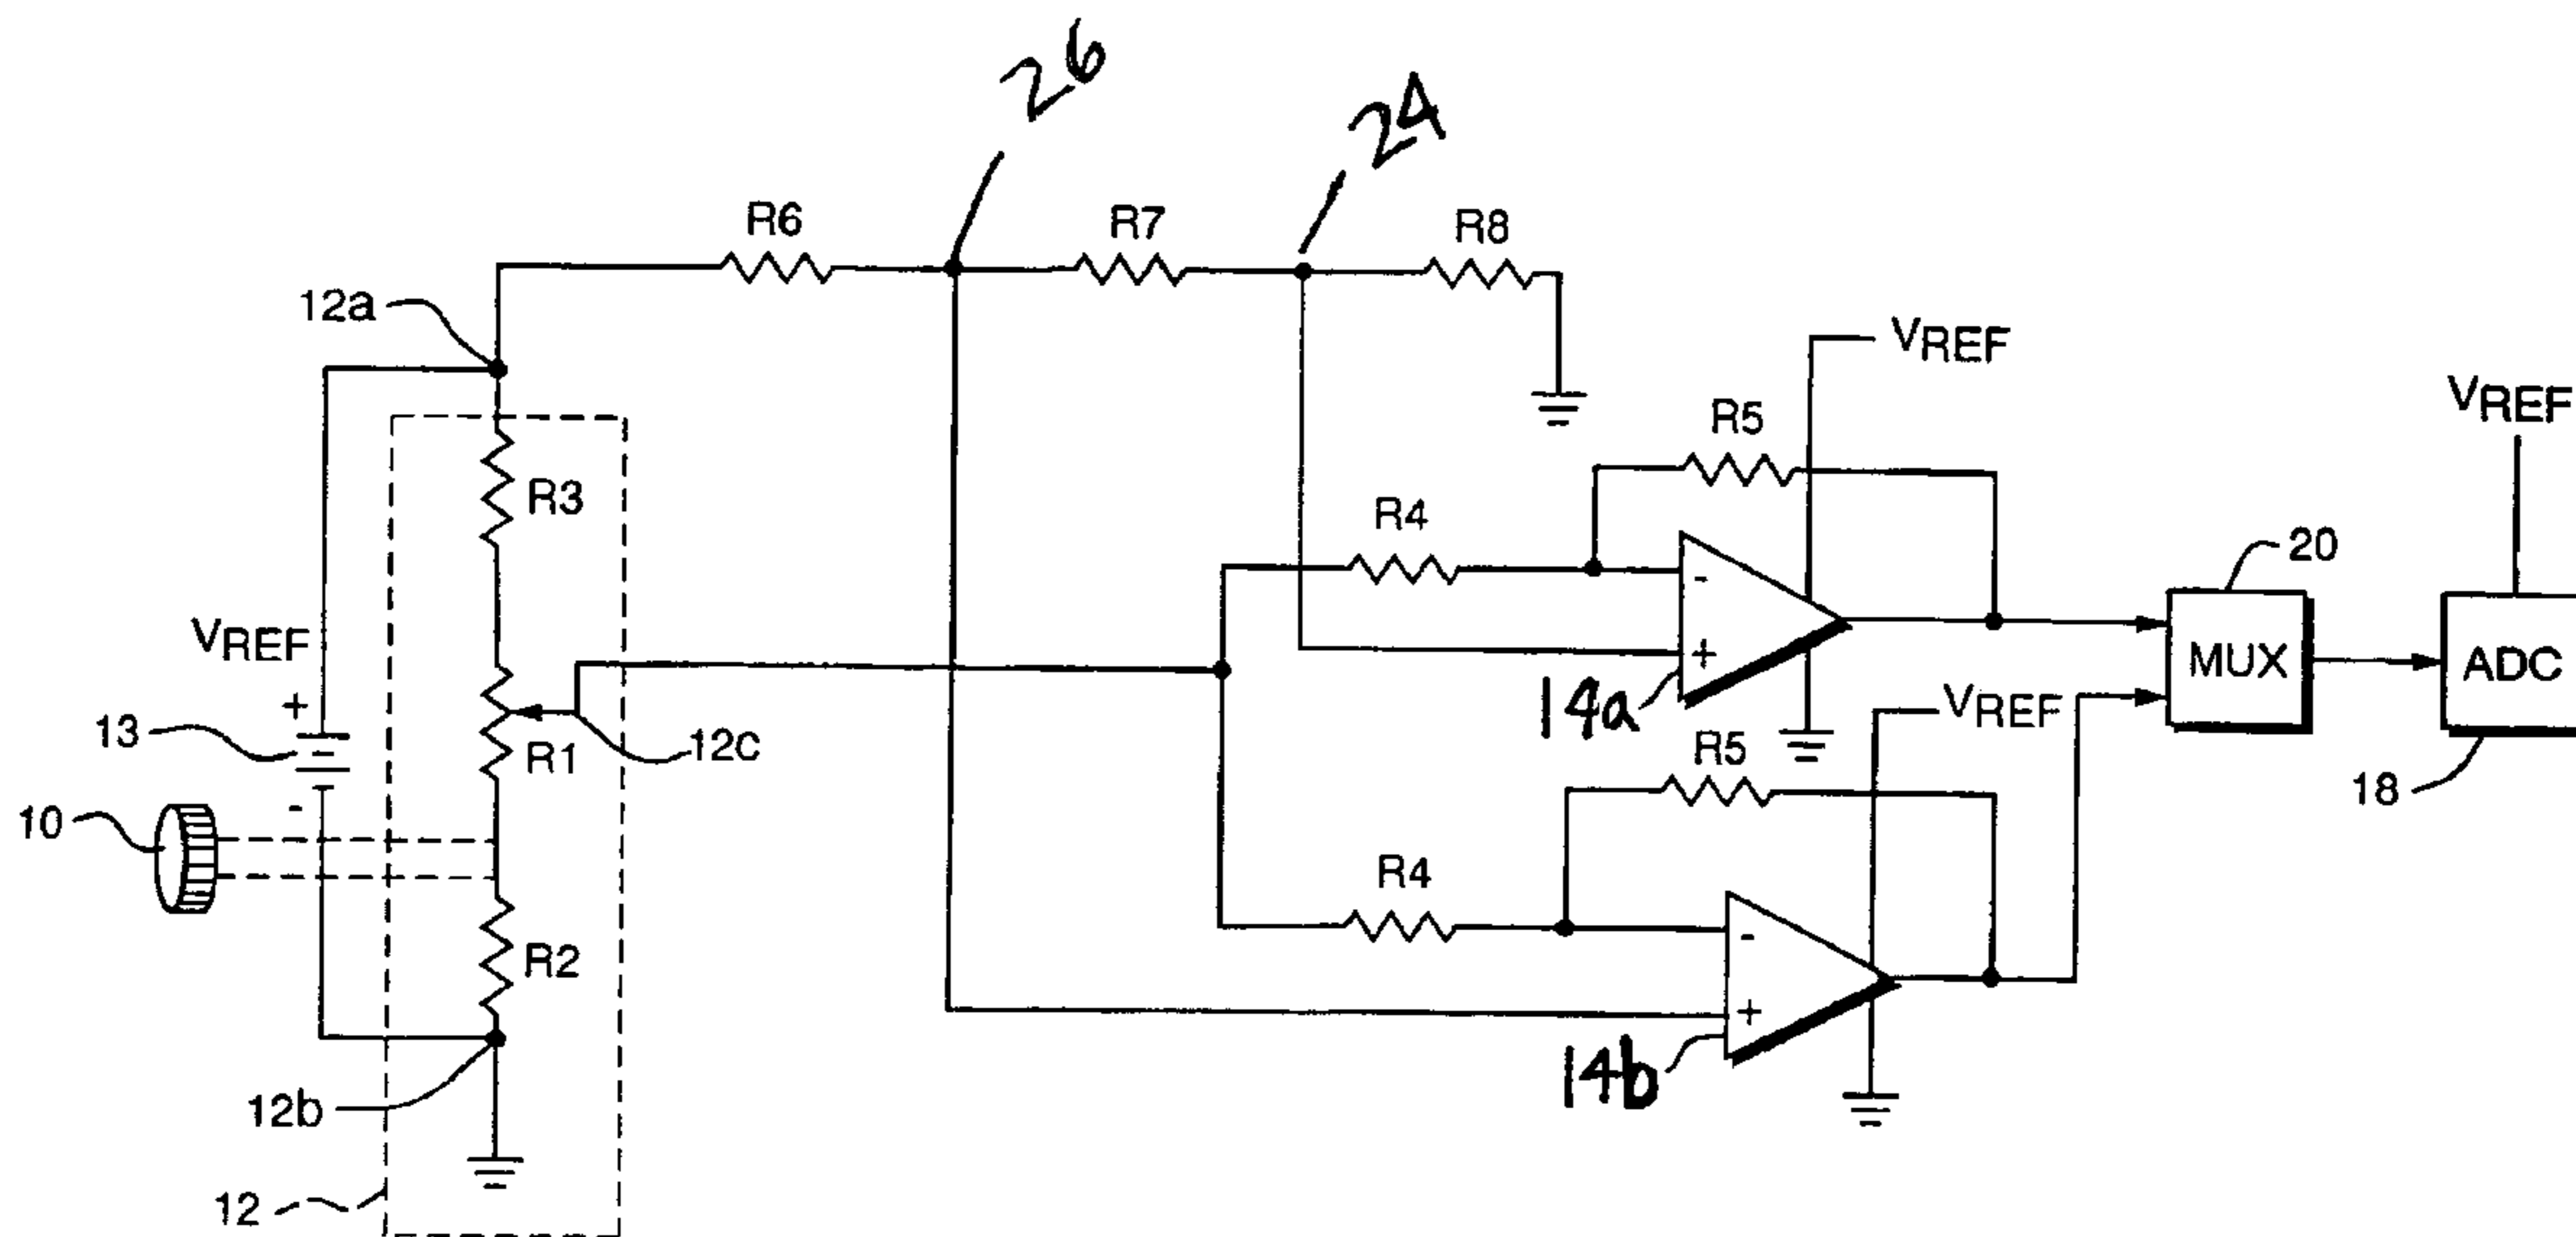 26
24
R6
R7
R8
12a
VREF
VREF
R5
R3
R4
20
-
VREF
MUX
ADC
+
+
14a
VREF
13
R1
12c
R5
18
-
10
R4
R2
-
+
14b
12b
12